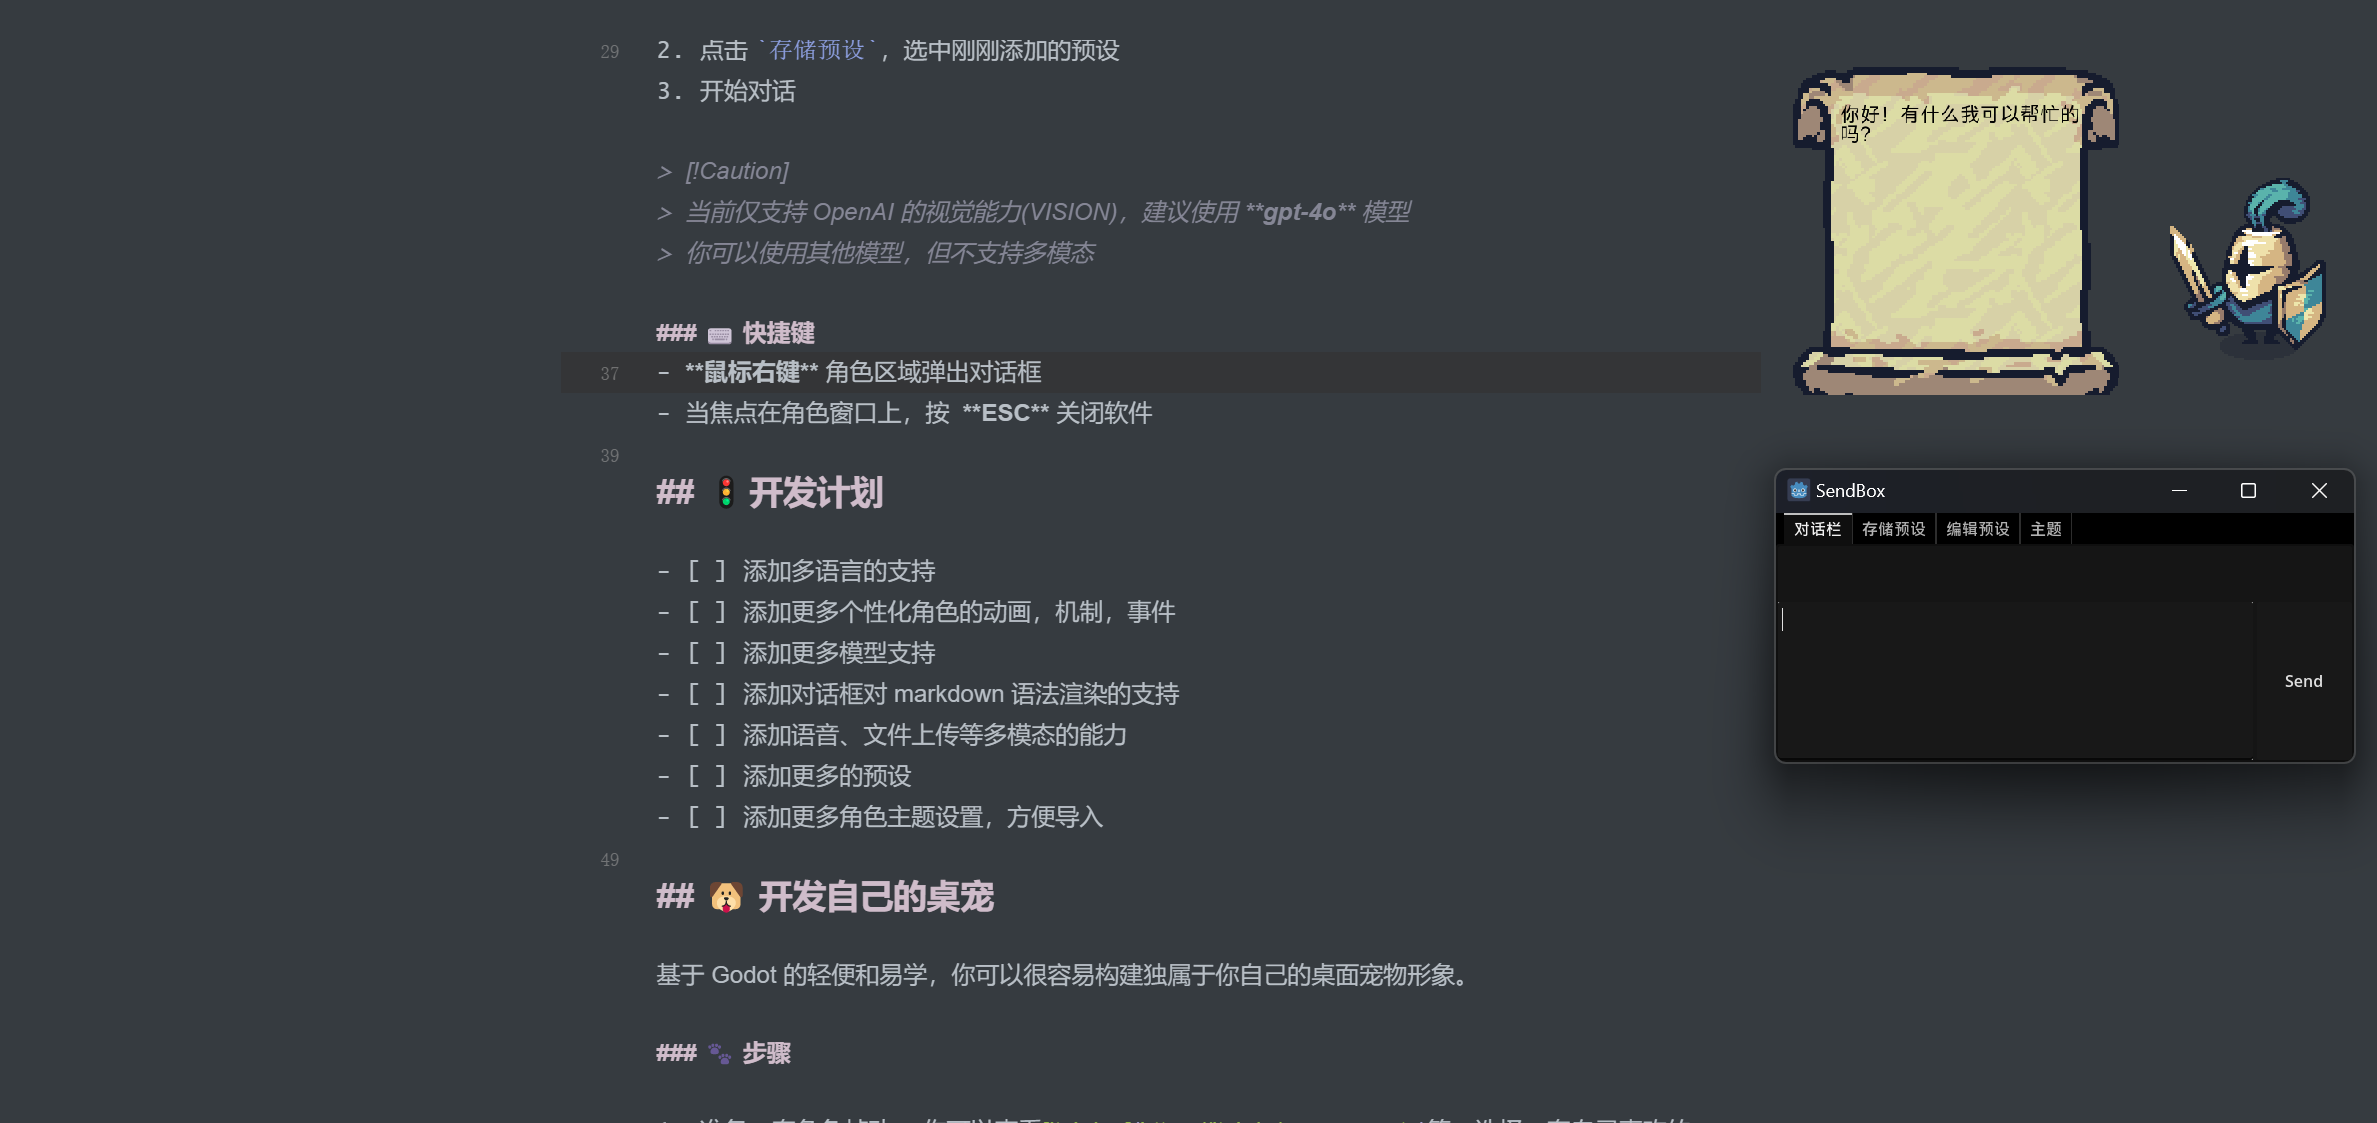 29
2. 点击 `存储预设`，选中刚刚添加的预设
3. 开始对话
> [!Caution]
> 当前仅支持 OpenAI 的视觉能力(VISION)，建议使用 **gpt-4o** 模型
> 你可以使用其他模型，但不支持多模态
### ⌨️ 快捷键
37
- **鼠标右键** 角色区域弹出对话框
- 当焦点在角色窗口上，按 **ESC** 关闭软件
39
## 🚦 开发计划
- [ ] 添加多语言的支持
- [ ] 添加更多个性化角色的动画，机制，事件
- [ ] 添加更多模型支持
- [ ] 添加对话框对 markdown 语法渲染的支持
- [ ] 添加语音、文件上传等多模态的能力
- [ ] 添加更多的预设
- [ ] 添加更多角色主题设置，方便导入
49
## 🐶 开发自己的桌宠
基于 Godot 的轻便和易学，你可以很容易构建独属于你自己的桌面宠物形象。
### 🐾 步骤
你好！有什么我可以帮忙的
吗？
SendBox
对话栏 存储预设 编辑预设 主题
Send